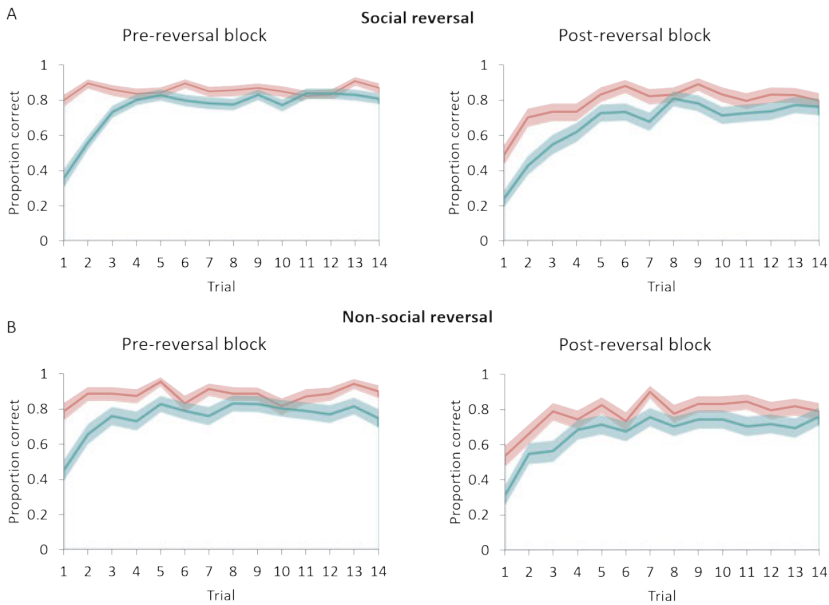 A
Social reversal
Pre-reversal block
Post-reversal block
1
0.8
0.6
0.4
0.2
0
Proportion correct
1 2 3 4 5 6 7 8 9 10 11 12 13 14
Trial
1
0.8
0.6
0.4
0.2
0
Proportion correct
1 2 3 4 5 6 7 8 9 10 11 12 13 14
Trial
B
Non-social reversal
Pre-reversal block
Post-reversal block
1
0.8
0.6
0.4
0.2
0
Proportion correct
1 2 3 4 5 6 7 8 9 10 11 12 13 14
Trial
1
0.8
0.6
0.4
0.2
0
Proportion correct
1 2 3 4 5 6 7 8 9 10 11 12 13 14
Trial